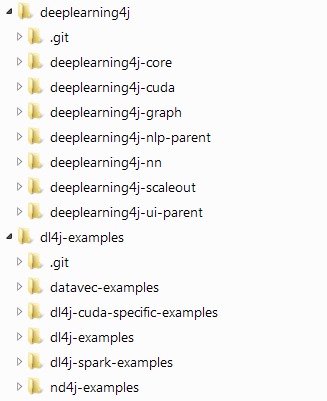 deeplearning4j
.git
deeplearning4j-core
deeplearning4j-cuda
deeplearning4j-graph
deeplearning4j-nlp-parent
deeplearning4j-nn
deeplearning4j-scaleout
deeplearning4j-ui-parent
dl4j-examples
.git
datavec-examples
dl4j-cuda-specific-examples
dl4j-examples
dl4j-spark-examples
nd4j-examples